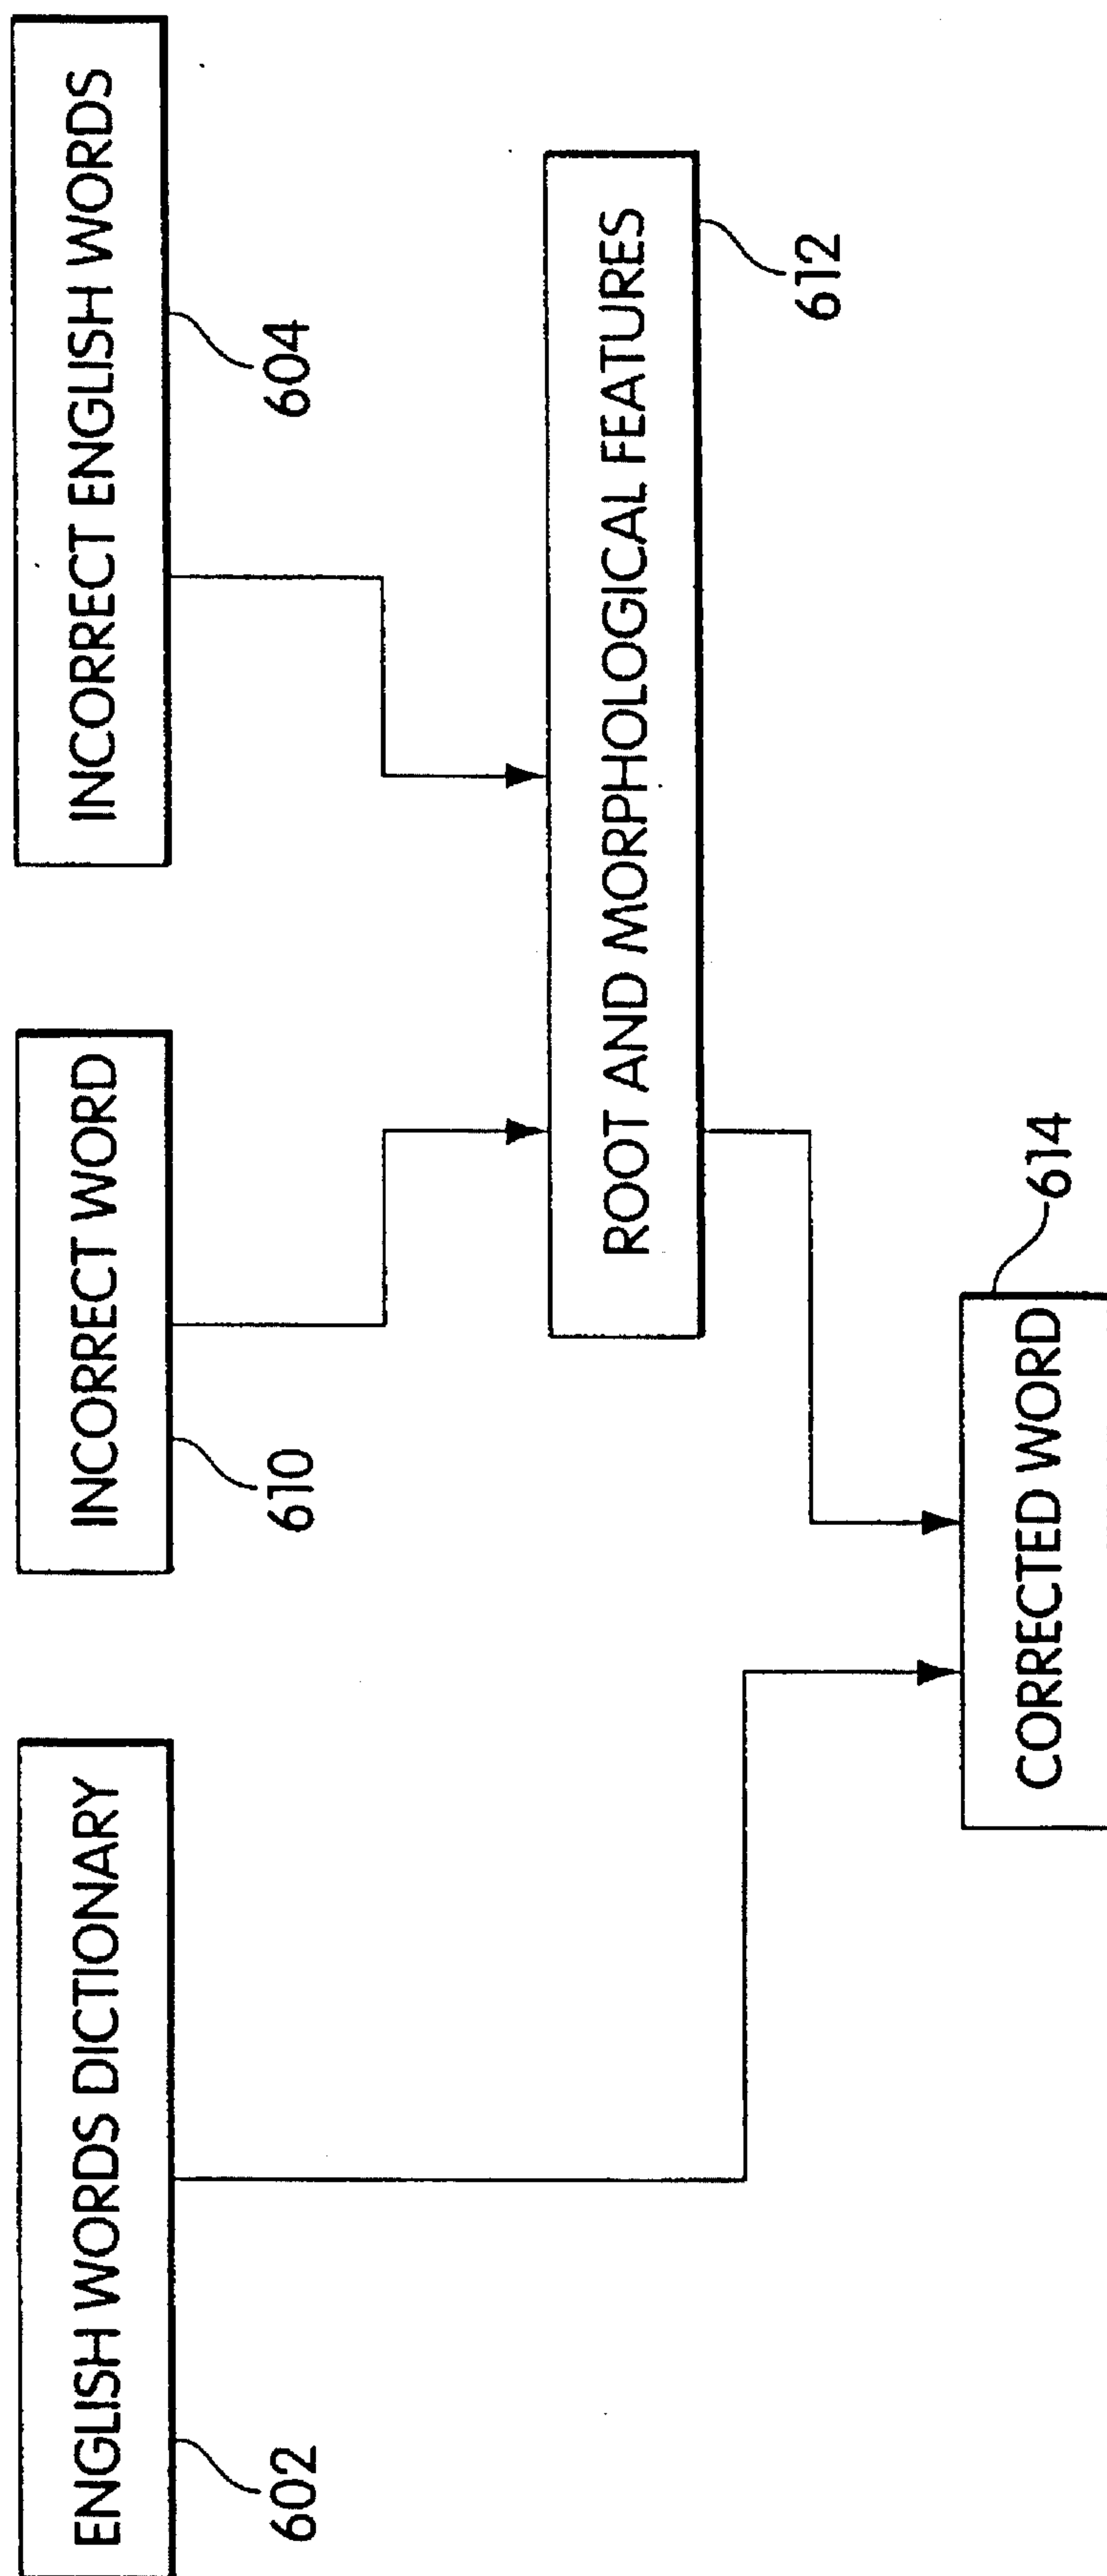 ENGLISH WORDS DICTIONARY
602
INCORRECT WORD
610
INCORRECT ENGLISH WORDS
604
ROOT AND MORPHOLOGICAL FEATURES
612
CORRECTED WORD
614